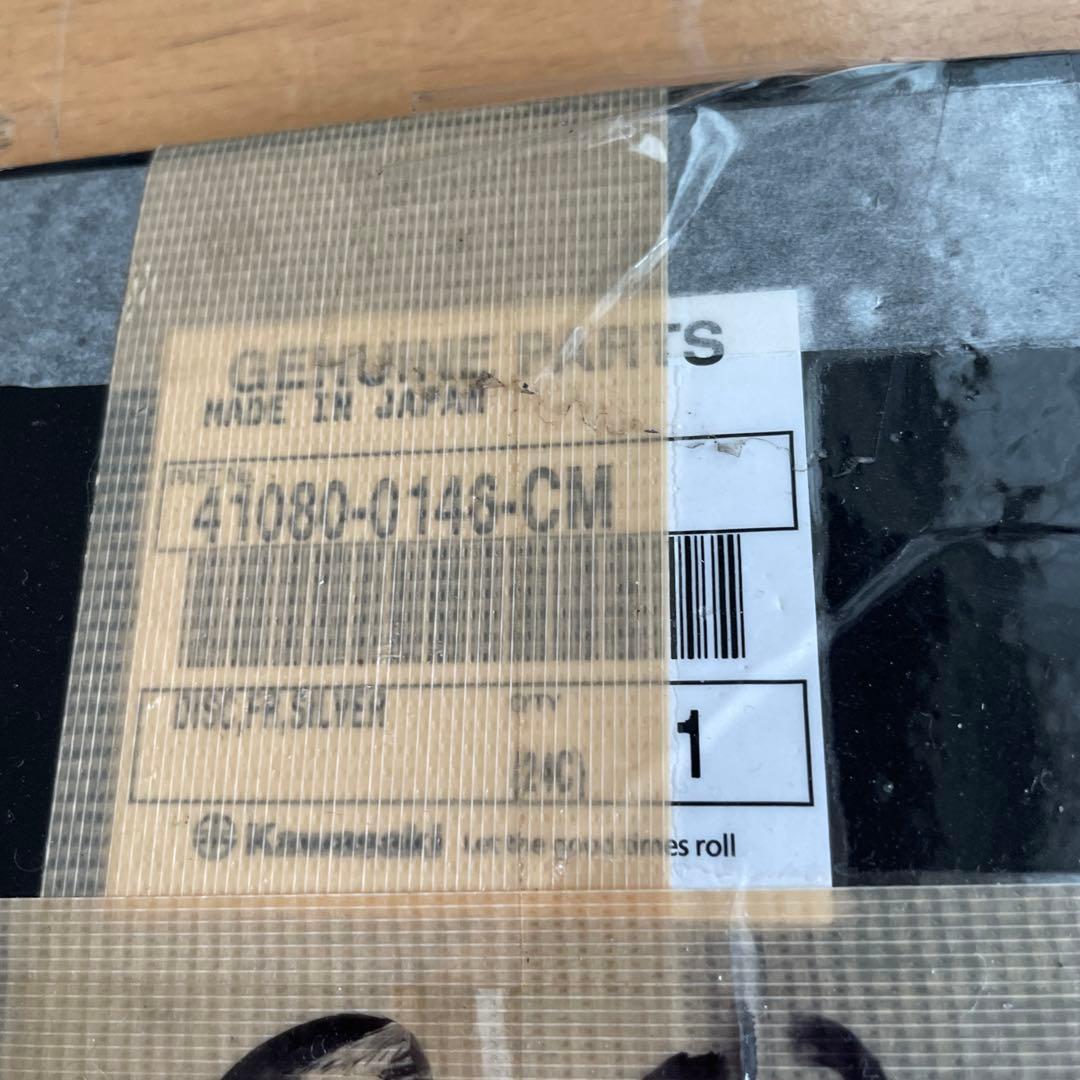 GENUINE PARTS
MADE IN JAPAN
41080-0146-CM
DISC,FR,SILVER
QTY
1
Kawasaki Let the good times roll